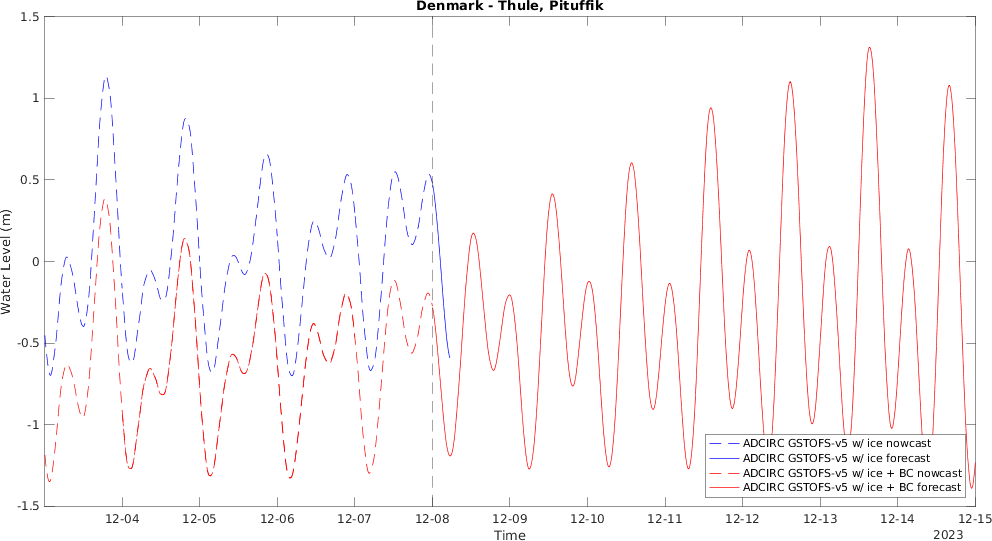 Denmark - Thule, Pituffik
1.5
1
0.5
0
-0.5
-1
-1.5
Water Level (m)
ADCIRC GSTOFS-v5 w/ ice nowcast
ADCIRC GSTOFS-v5 w/ ice forecast
ADCIRC GSTOFS-v5 w/ ice + BC nowcast
ADCIRC GSTOFS-v5 w/ ice + BC forecast
12-04 12-05 12-06 12-07 12-08 12-09 12-10 12-11 12-12 12-13 12-14 12-15
Time
2023